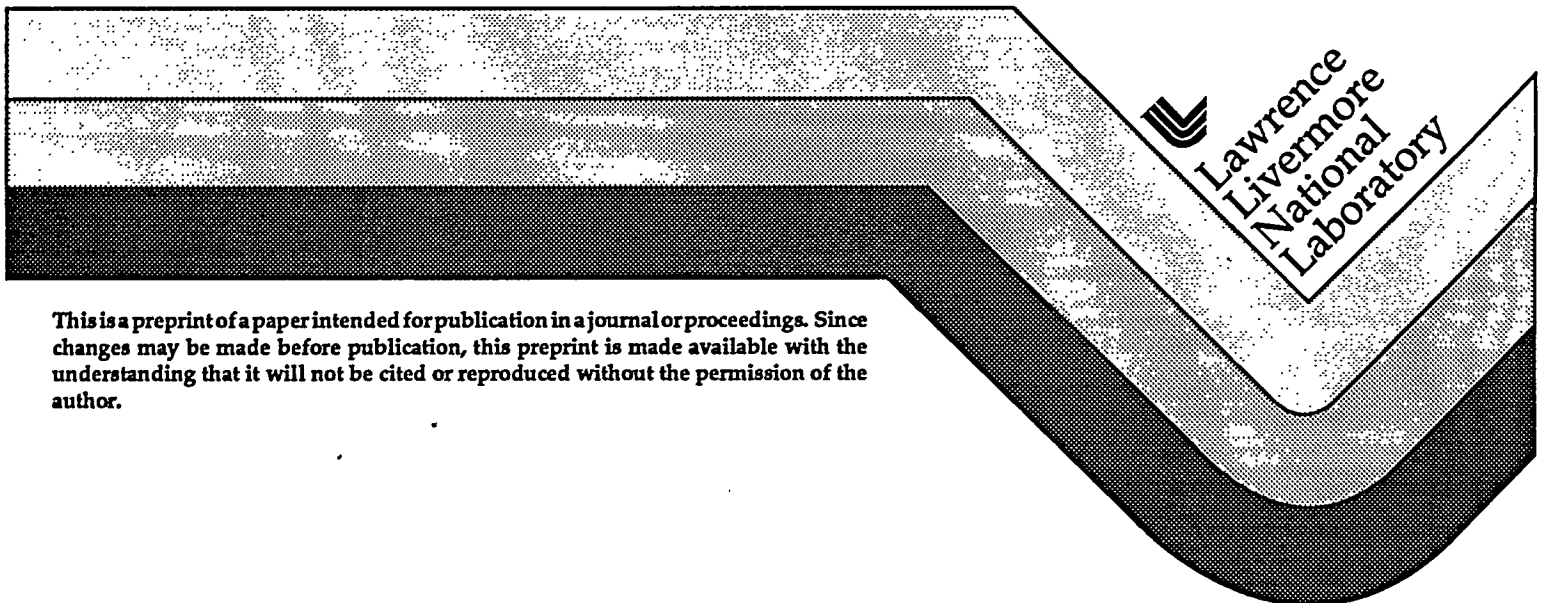 Lawrence
Livermore
National
Laboratory
This is a preprint of a paper intended for publication in a journal or proceedings. Since
changes may be made before publication, this preprint is made available with the
understanding that it will not be cited or reproduced without the permission of the
author.